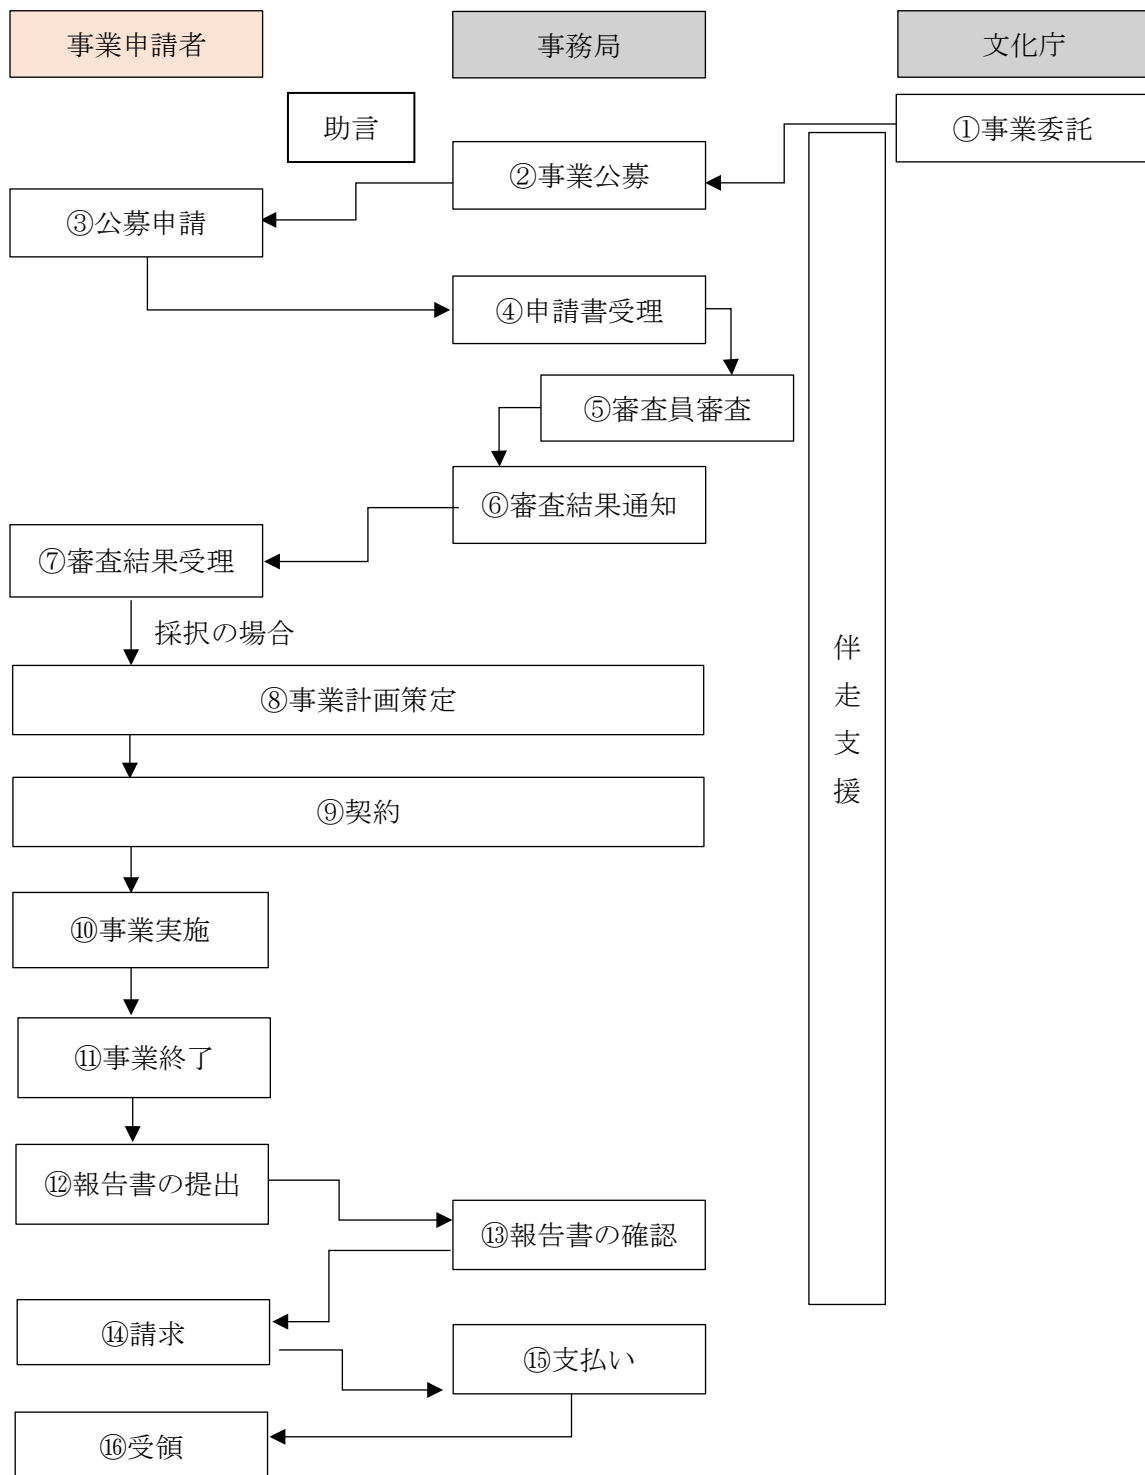 事業申請者
事務局
文化庁
助言
①事業委託
②事業公募
③公募申請
④申請書受理
⑤審査員審査
⑥審査結果通知
⑦審査結果受理
採択の場合
⑧事業計画策定
伴走支援
⑨契約
⑩事業実施
⑪事業終了
⑫報告書の提出
⑬報告書の確認
⑭請求
⑮支払い
⑯受領